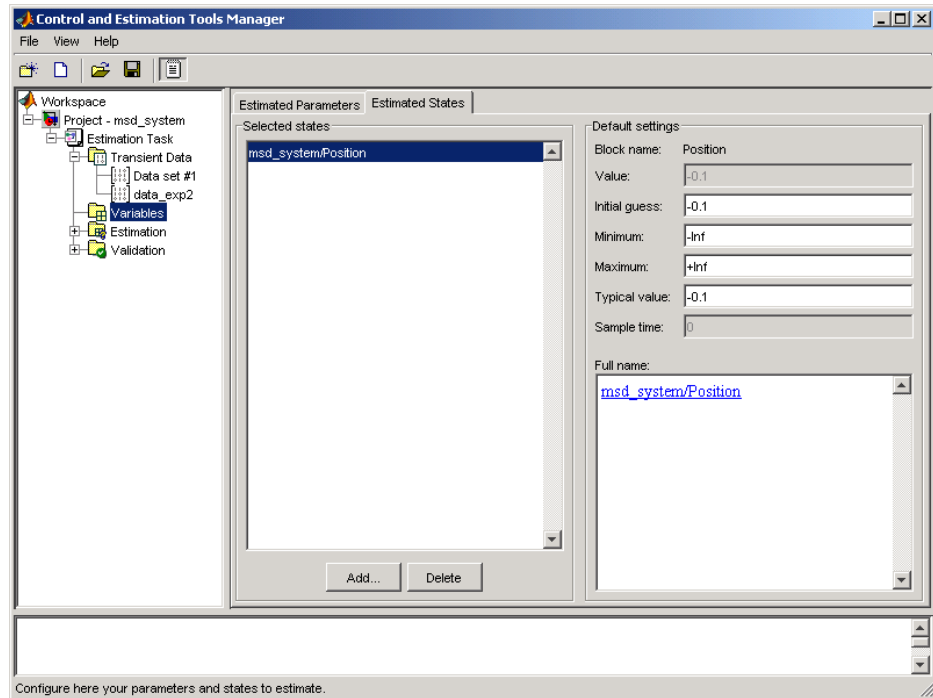 Control and Estimation Tools Manager
File View Help
Workspace
Project - msd_system
Estimation Task
Transient Data
Data set #1
data_exp2
Variables
Estimation
Validation
Estimated Parameters Estimated States
Selected states
msd_system/Position
Add... Delete
Default settings
Block name: Position
Value: -0.1
Initial guess: -0.1
Minimum: -Inf
Maximum: +Inf
Typical value: -0.1
Sample time: 0
Full name:
msd_system/Position
Configure here your parameters and states to estimate.